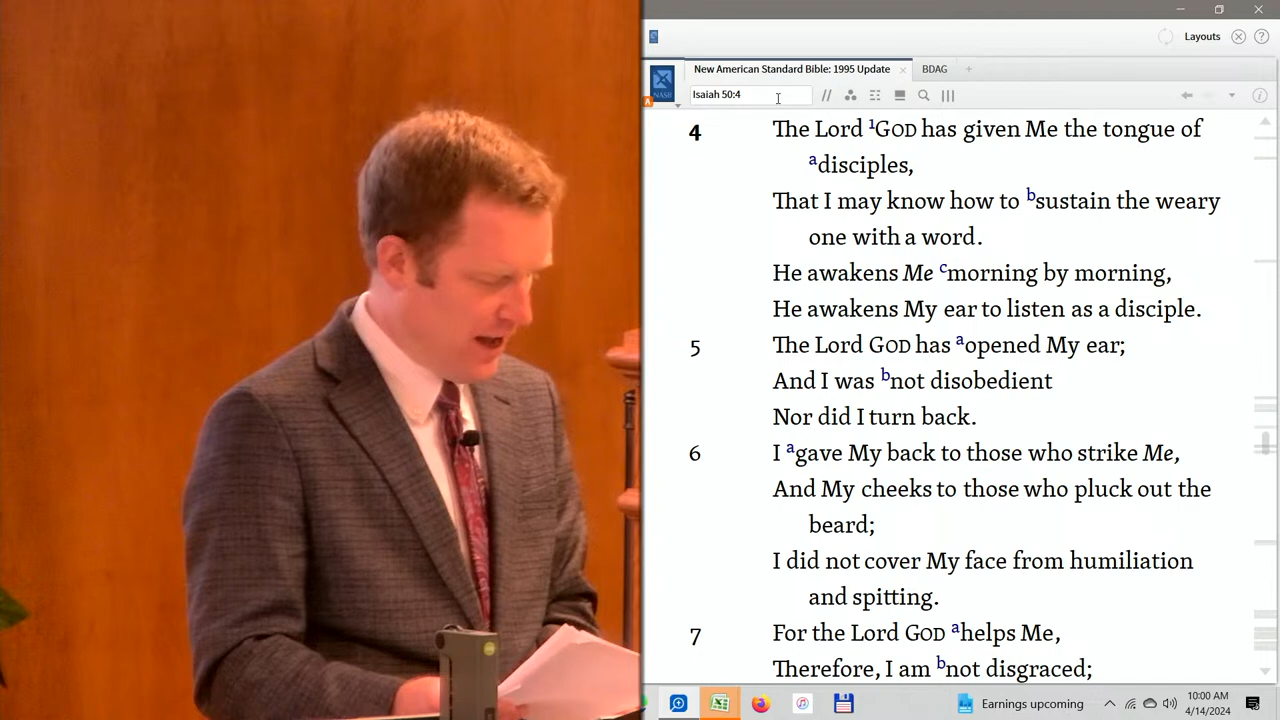 Layouts
New American Standard Bible: 1995 Update
BDAG
NASB
Isaiah 50:4
4 The Lord 1GOD has given Me the tongue of
adisciples,
That I may know how to bsustain the weary
one with a word.
He awakens Me cmorning by morning,
He awakens My ear to listen as a disciple.
5 The Lord GOD has aopened My ear;
And I was bnot disobedient
Nor did I turn back.
6 I agave My back to those who strike Me,
And My cheeks to those who pluck out the
beard;
I did not cover My face from humiliation
and spitting.
7 For the Lord GOD ahelps Me,
Therefore, I am bnot disgraced;
Earnings upcoming
10:00 AM
4/14/2024